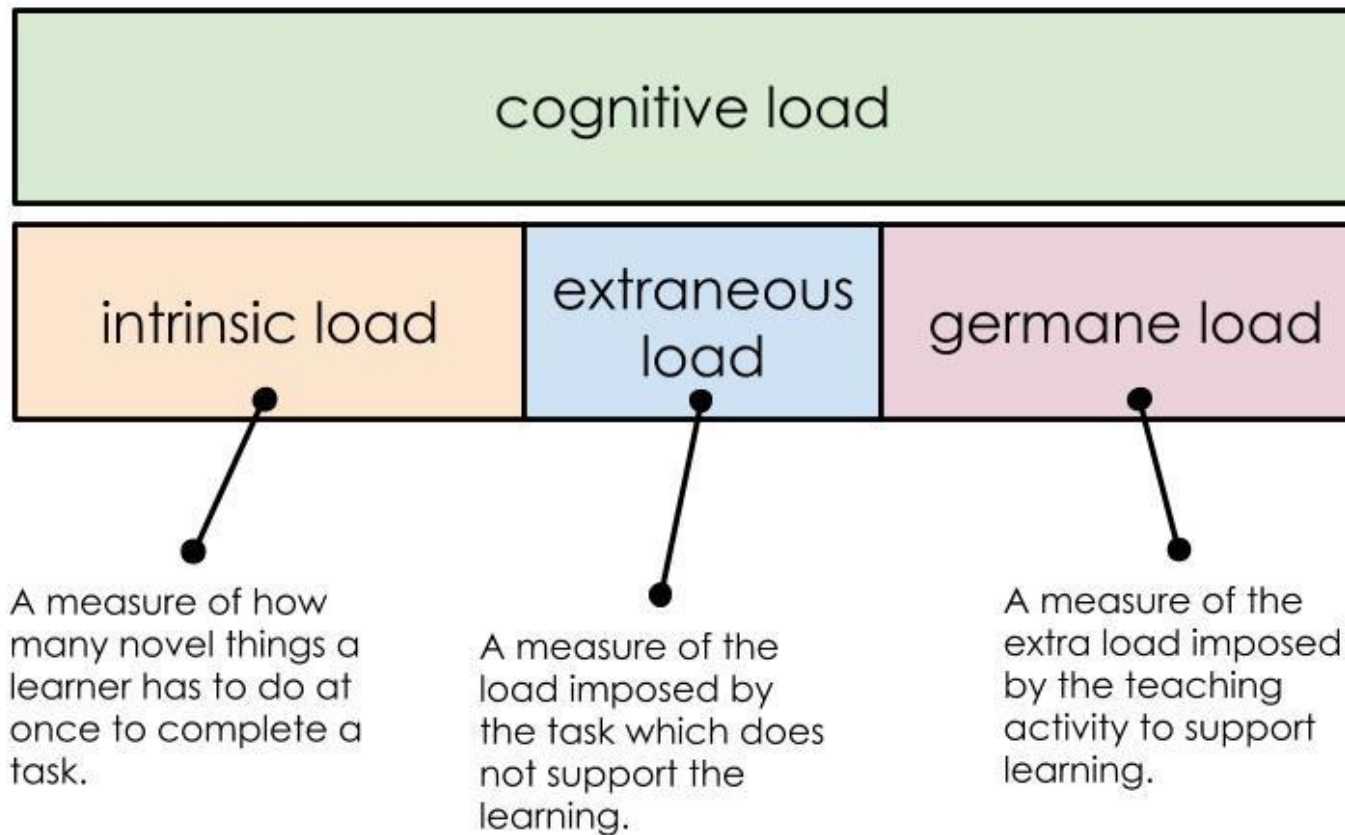 cognitive load
intrinsic load
extraneous
load
germane load
A measure of how
many novel things a
learner has to do at
once to complete a
task.
A measure of the
load imposed by
the task which does
not support the
learning.
A measure of the
extra load imposed
by the teaching
activity to support
learning.